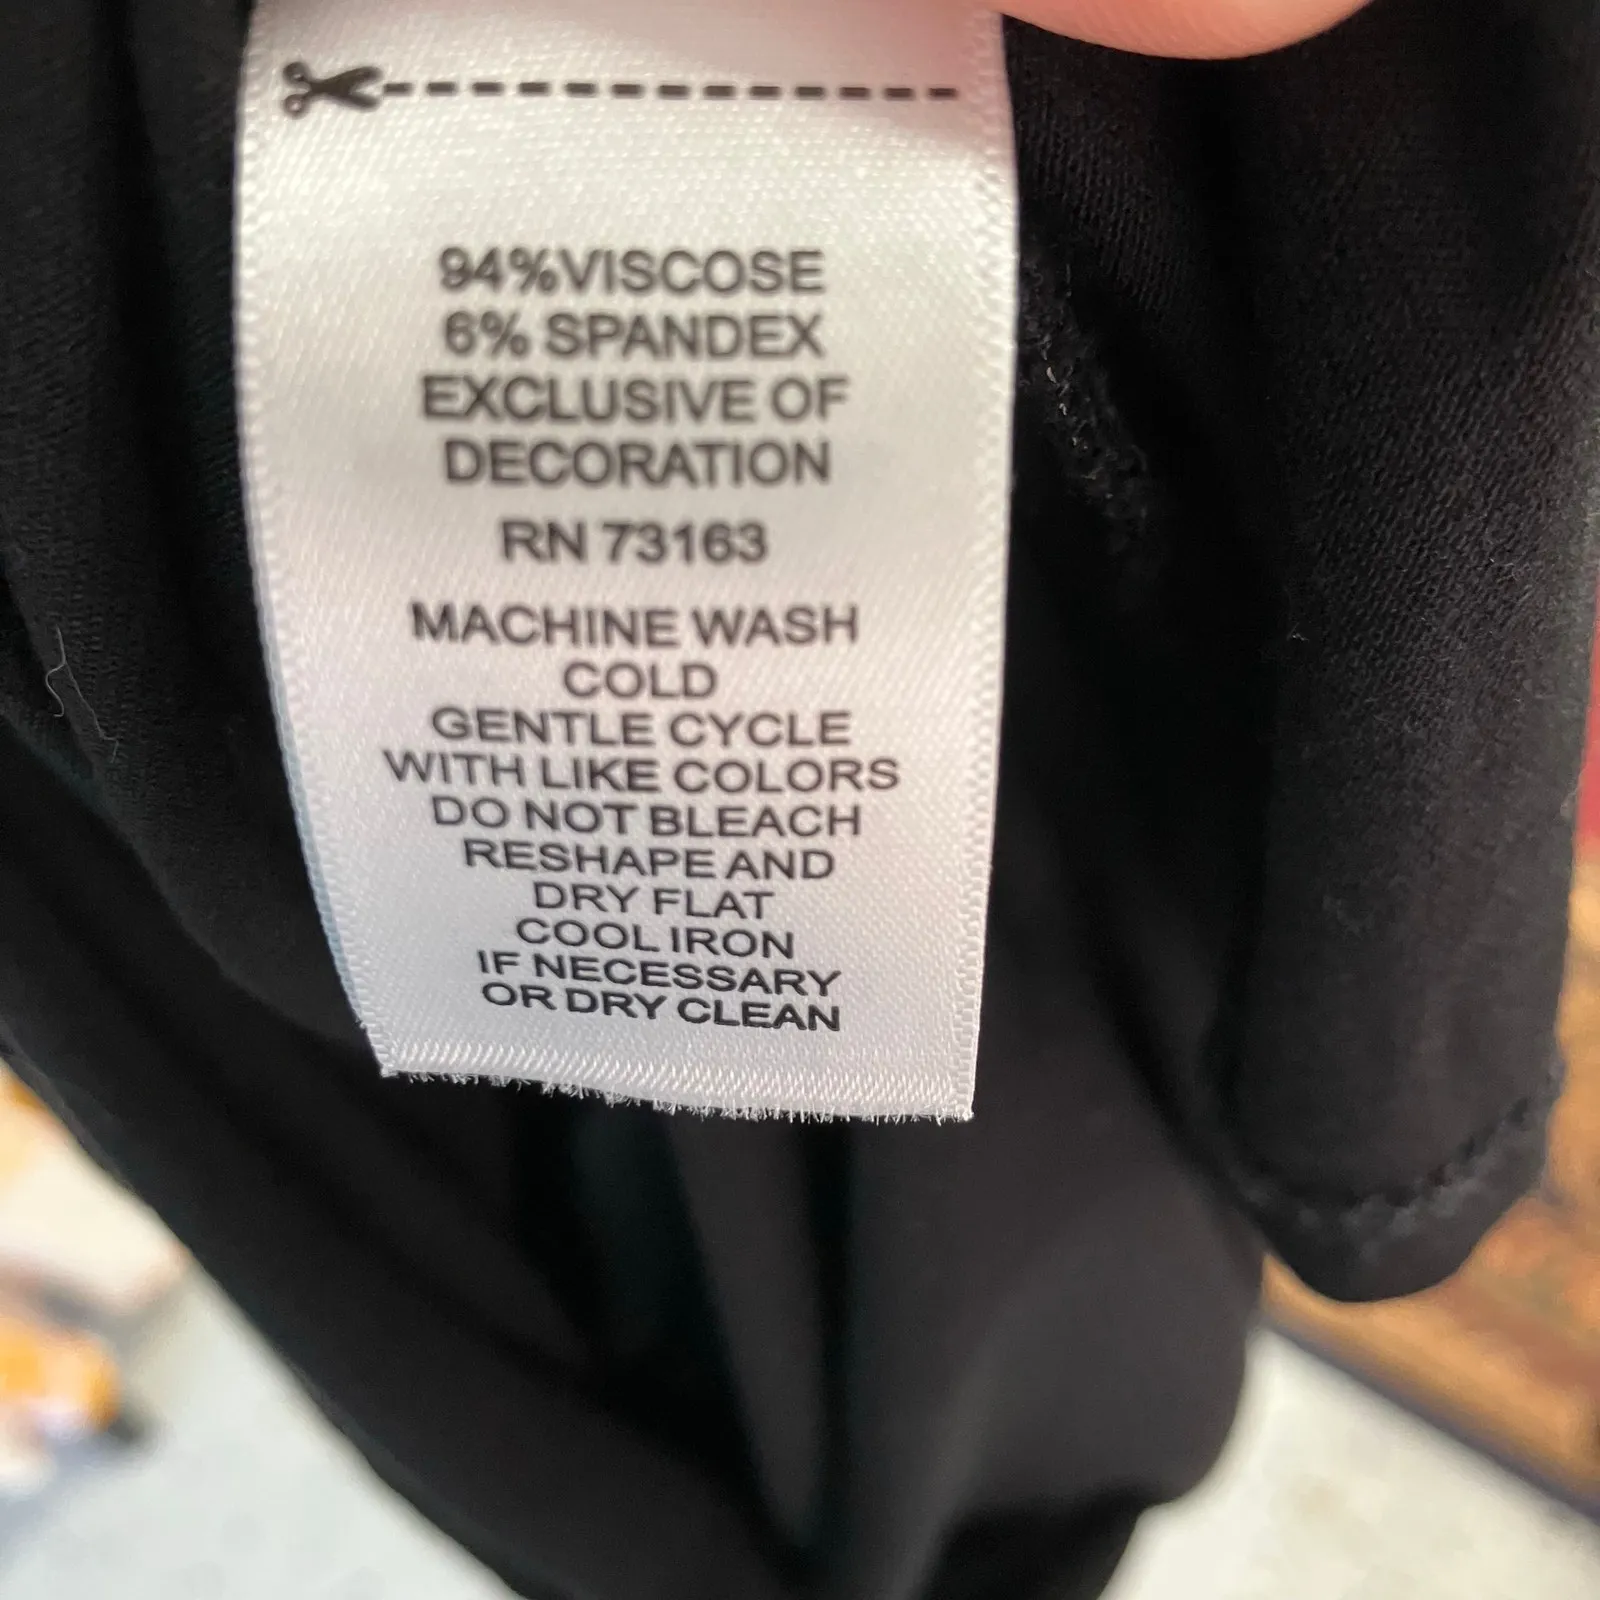 94%VISCOSE
6% SPANDEX
EXCLUSIVE OF
DECORATION
RN 73163
MACHINE WASH
COLD
GENTLE CYCLE
WITH LIKE COLORS
DO NOT BLEACH
RESHAPE AND
DRY FLAT
COOL IRON
IF NECESSARY
OR DRY CLEAN